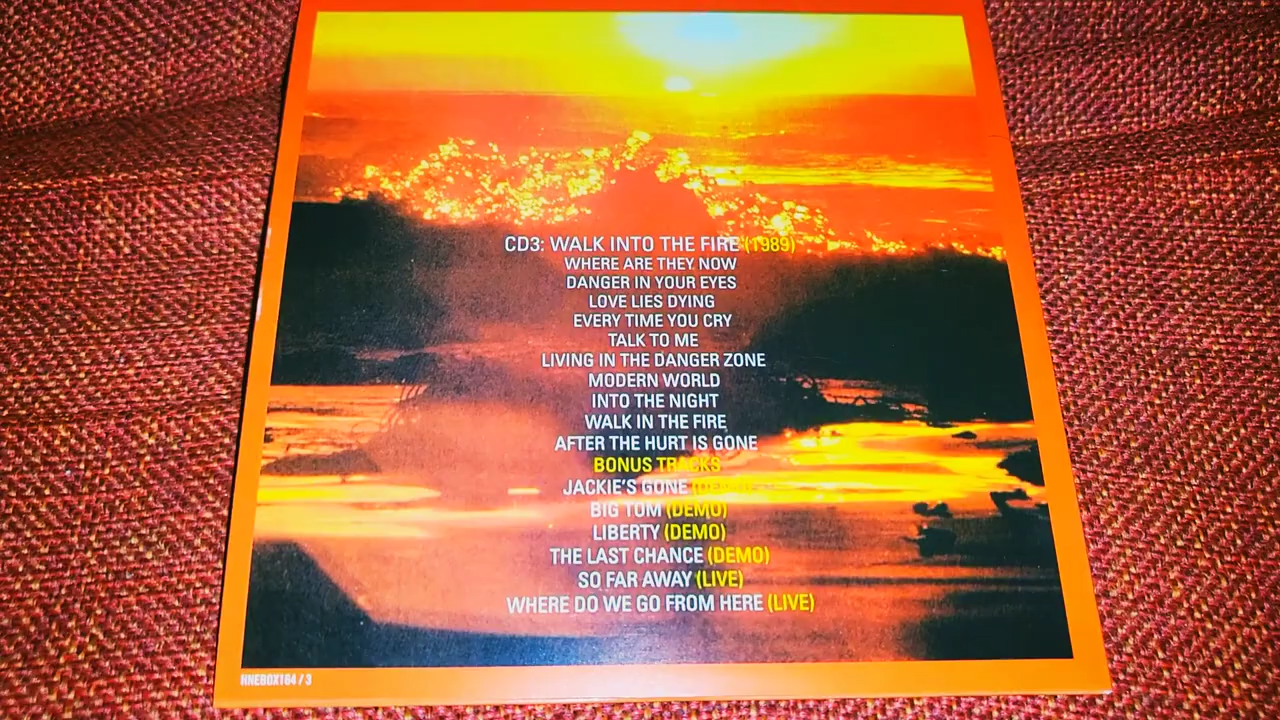 CD3: WALK INTO THE FIRE (1989)
WHERE ARE THEY NOW
DANGER IN YOUR EYES
LOVE LIES DYING
EVERY TIME YOU CRY
TALK TO ME
LIVING IN THE DANGER ZONE
MODERN WORLD
INTO THE NIGHT
WALK IN THE FIRE
AFTER THE HURT IS GONE
BONUS TRACKS
JACKIE'S GONE (DEMO)
BIG TOM (DEMO)
LIBERTY (DEMO)
THE LAST CHANCE (DEMO)
SO FAR AWAY (LIVE)
WHERE DO WE GO FROM HERE (LIVE)
HNEBOX164 / 3